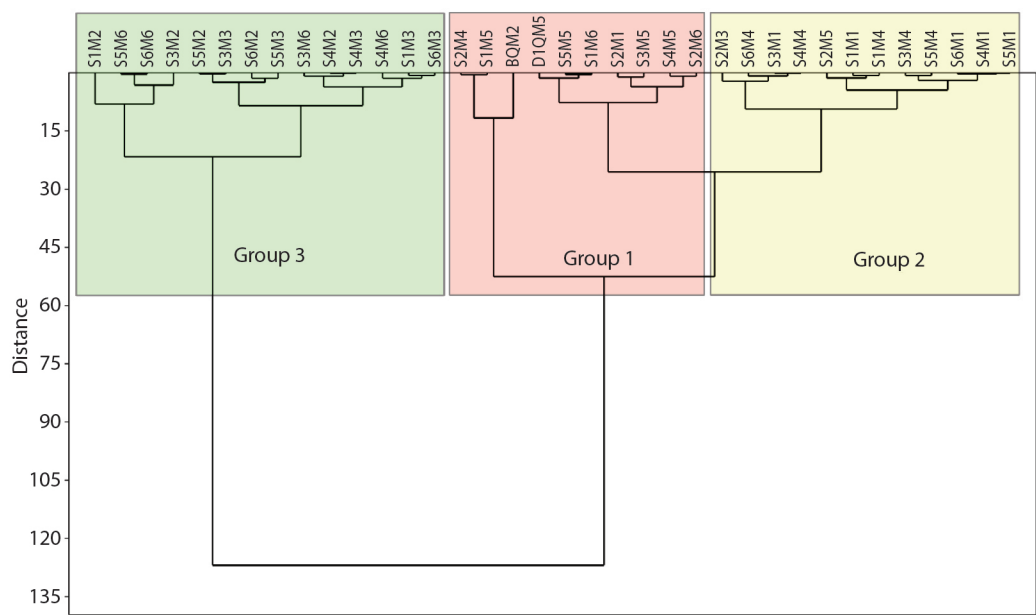 S1M2
S5M6
S6M6
S3M2
S5M2
S3M3
S6M2
S5M3
S3M6
S4M2
S4M3
S4M6
S1M3
S6M3
S2M4
S1M5
BQM2
D1QM5
S5M5
S1M6
S2M1
S3M5
S4M5
S2M6
S2M3
S6M4
S3M1
S4M4
S2M5
S1M1
S1M4
S3M4
S5M4
S6M1
S4M1
S5M1
15
30
45
60
75
90
105
120
135
Distance
Group 3
Group 1
Group 2